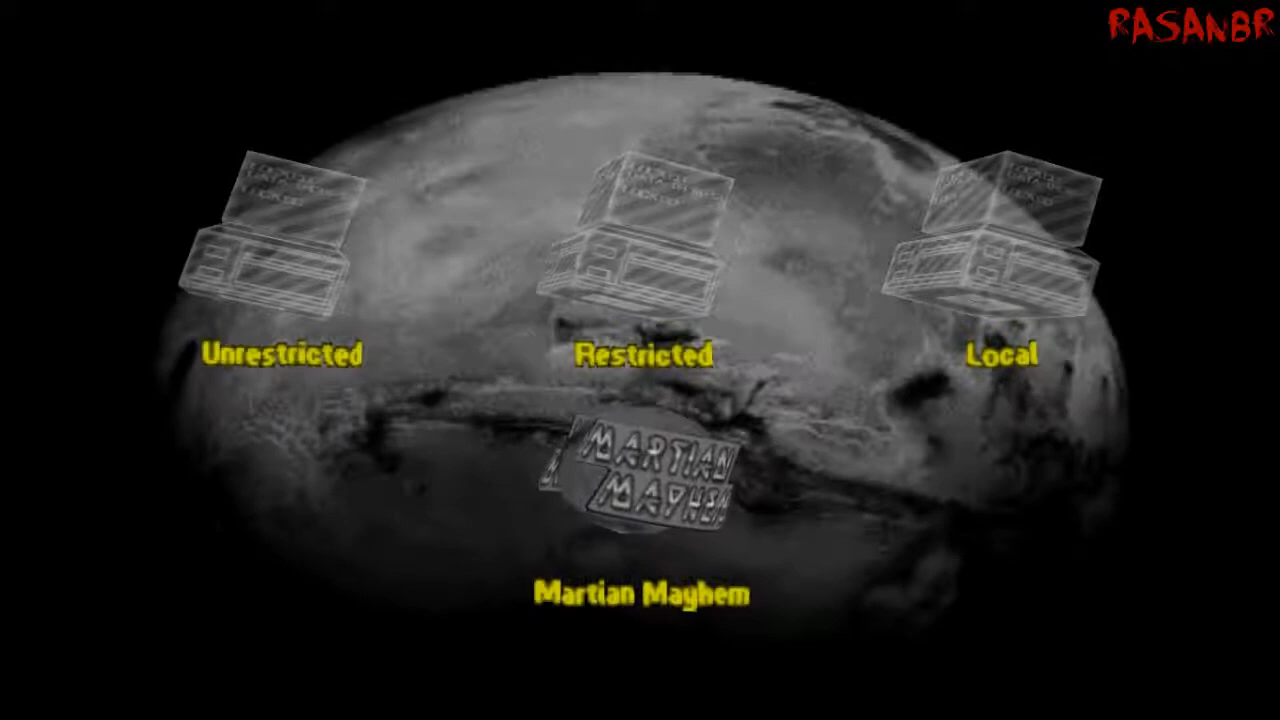 RASANBR
Unrestricted
Restricted
Local
MARTIAN
MAYHEM
Martian Mayhem